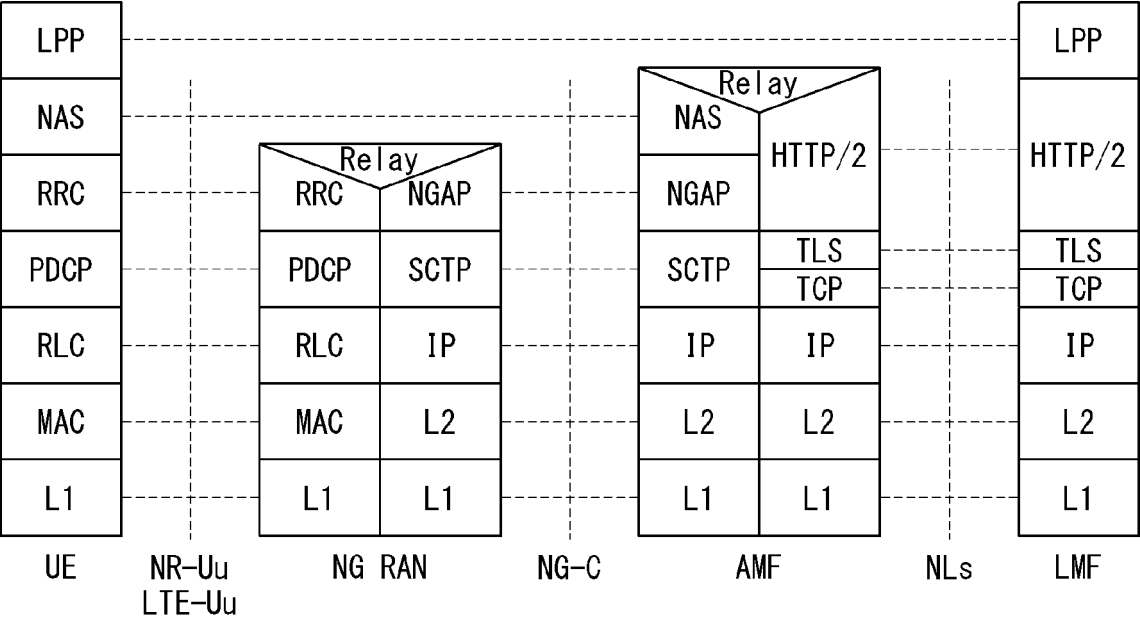 LPP
NAS
RRC
PDCP
RLC
MAC
L1
UE
NR-Uu
LTE-Uu
Relay
RRC NGAP
PDCP SCTP
RLC IP
MAC L2
L1 L1
NG RAN
NG-C
Relay
NAS
HTTP/2
NGAP
SCTP
TLS
TCP
IP IP
L2 L2
L1 L1
AMF
NLs
LPP
HTTP/2
TLS
TCP
IP
L2
L1
LMF